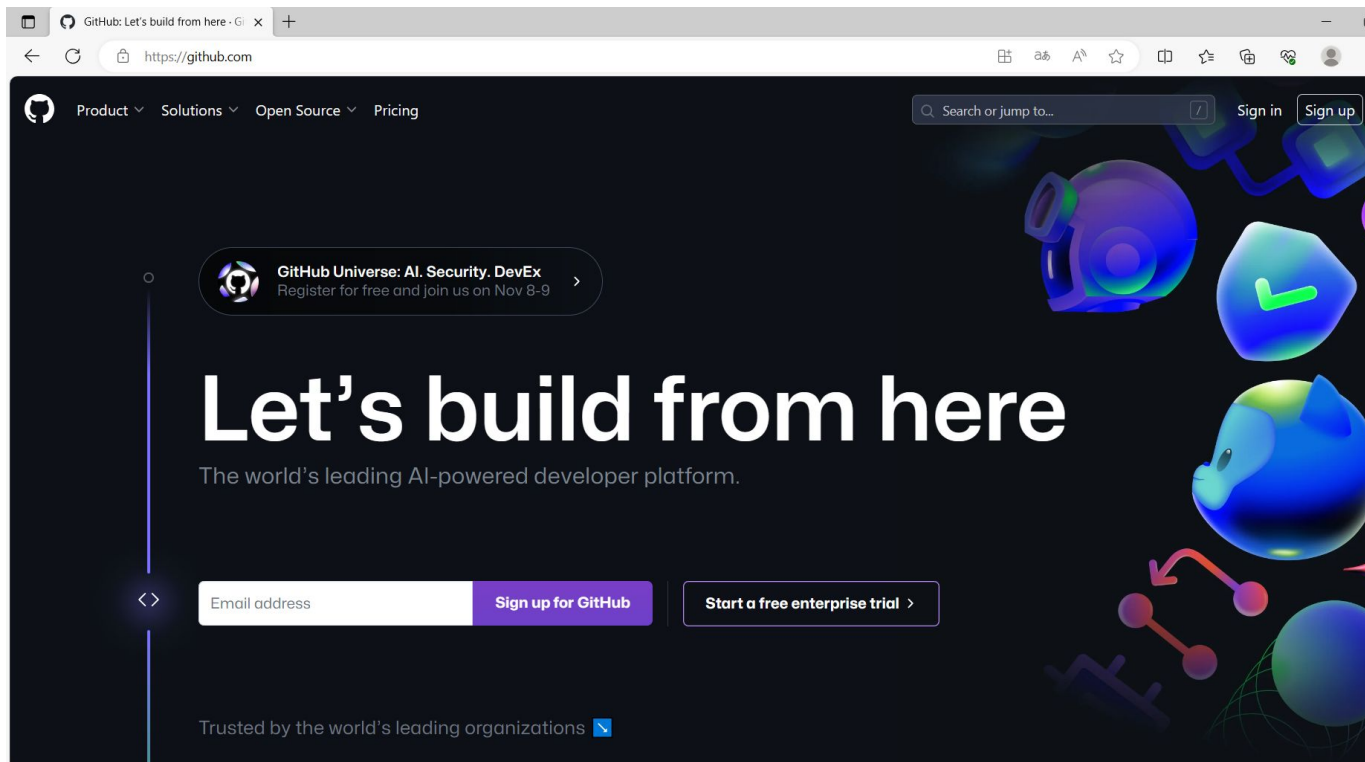 GitHub: Let's build from here · Gi
https://github.com
Product Solutions Open Source Pricing
Search or jump to... /
Sign in
Sign up
GitHub Universe: AI. Security. DevEx
Register for free and join us on Nov 8-9
Let's build from here
The world's leading AI-powered developer platform.
Email address
Sign up for GitHub
Start a free enterprise trial
Trusted by the world's leading organizations